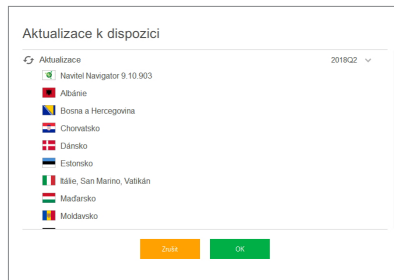 Aktualizace k dispozici
Aktualizace 2018Q2
Navitel Navigator 9.10.903
Albánie
Bosna a Hercegovina
Chorvatsko
Dánsko
Estonsko
Itálie, San Marino, Vatikán
Maďarsko
Moldavsko
Zrušit OK